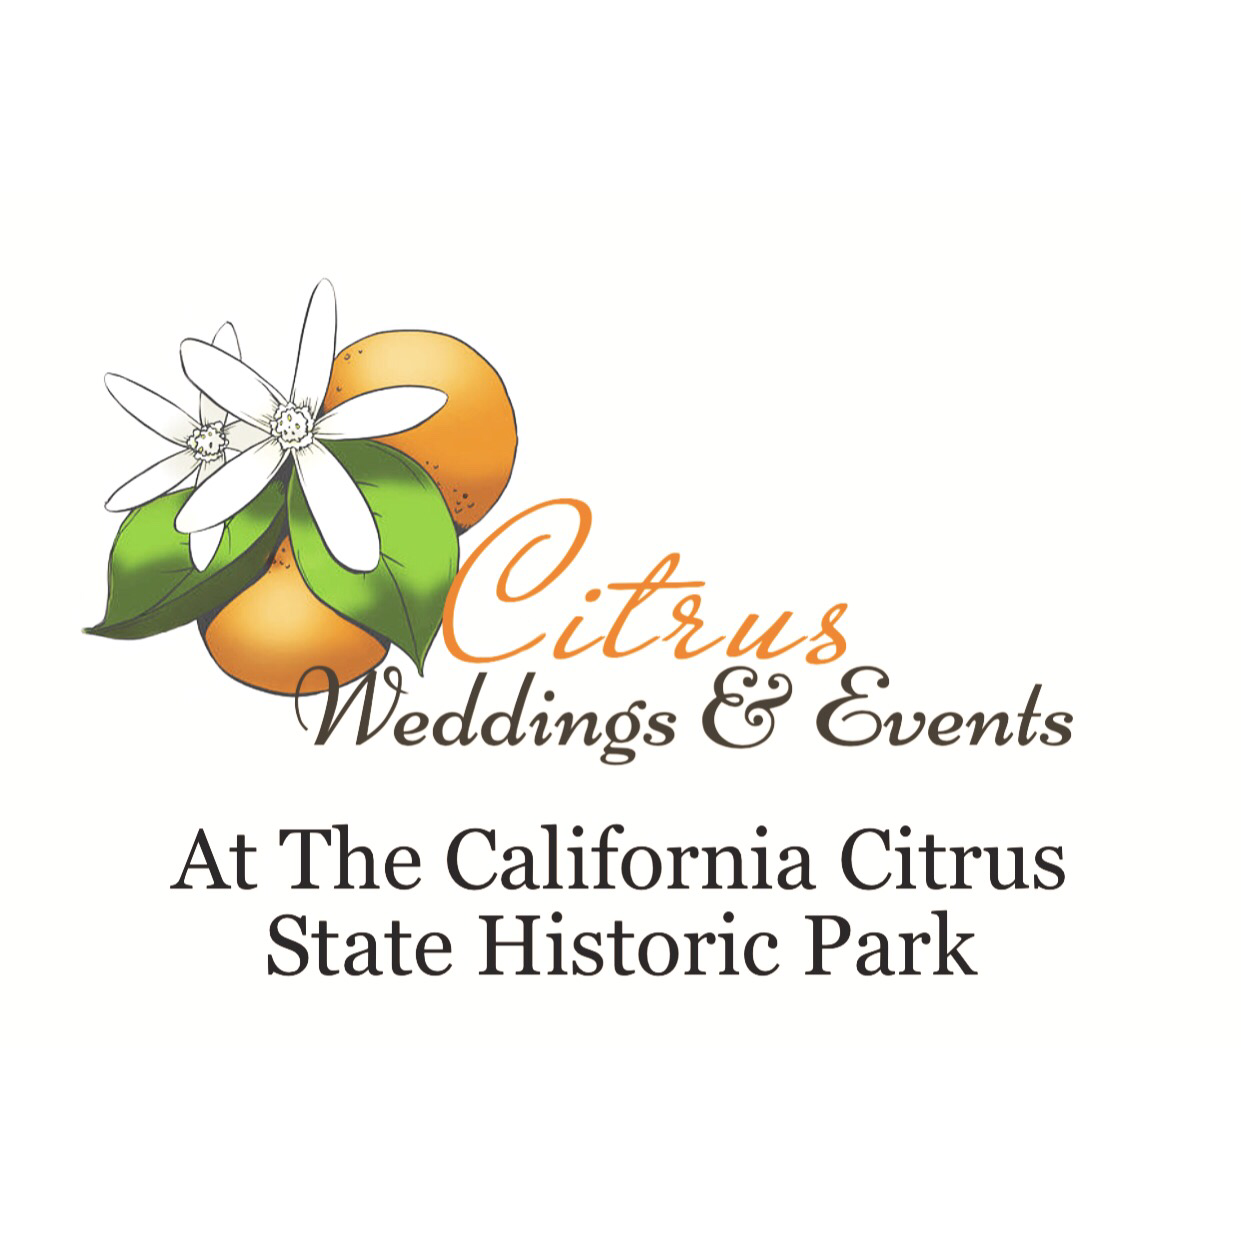 Citrus
Weddings & Events
At The California Citrus
State Historic Park